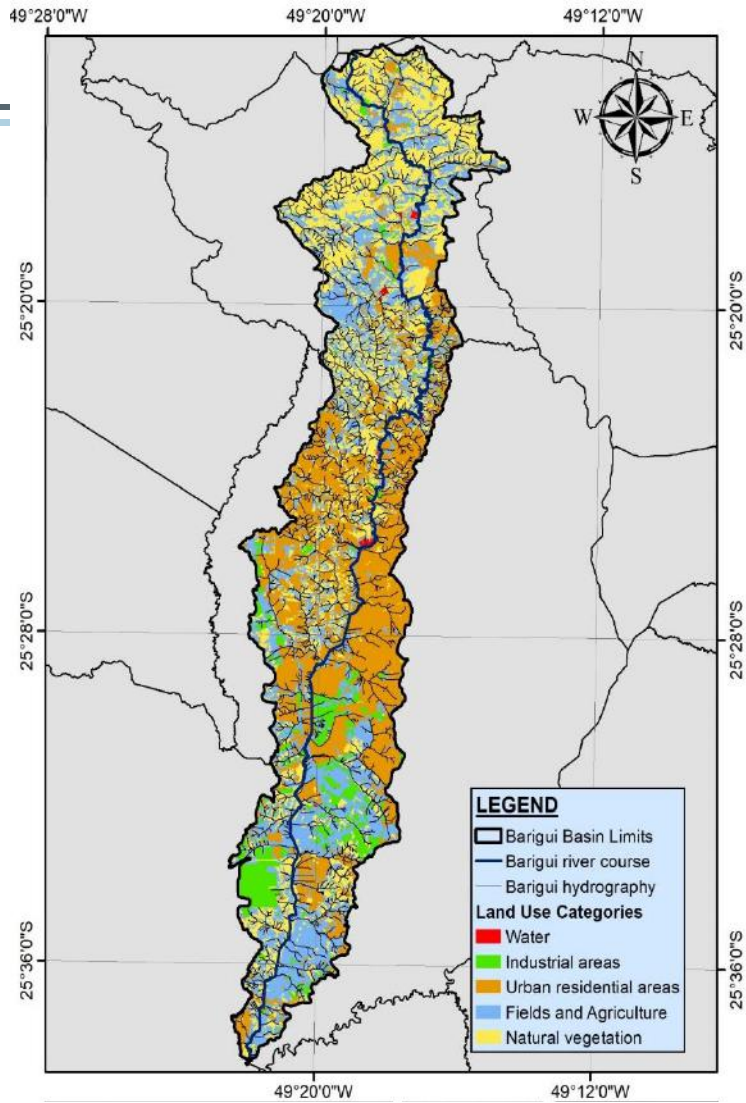 49°28'0"W
49°20'0"W
49°12'0"W
N
W
E
S
25°20'0"S
25°20'0"S
25°28'0"S
25°28'0"S
25°36'0"S
25°36'0"S
LEGEND
Barigui Basin Limits
Barigui river course
Barigui hydrography
Land Use Categories
Water
Industrial areas
Urban residential areas
Fields and Agriculture
Natural vegetation
49°20'0"W
49°12'0"W